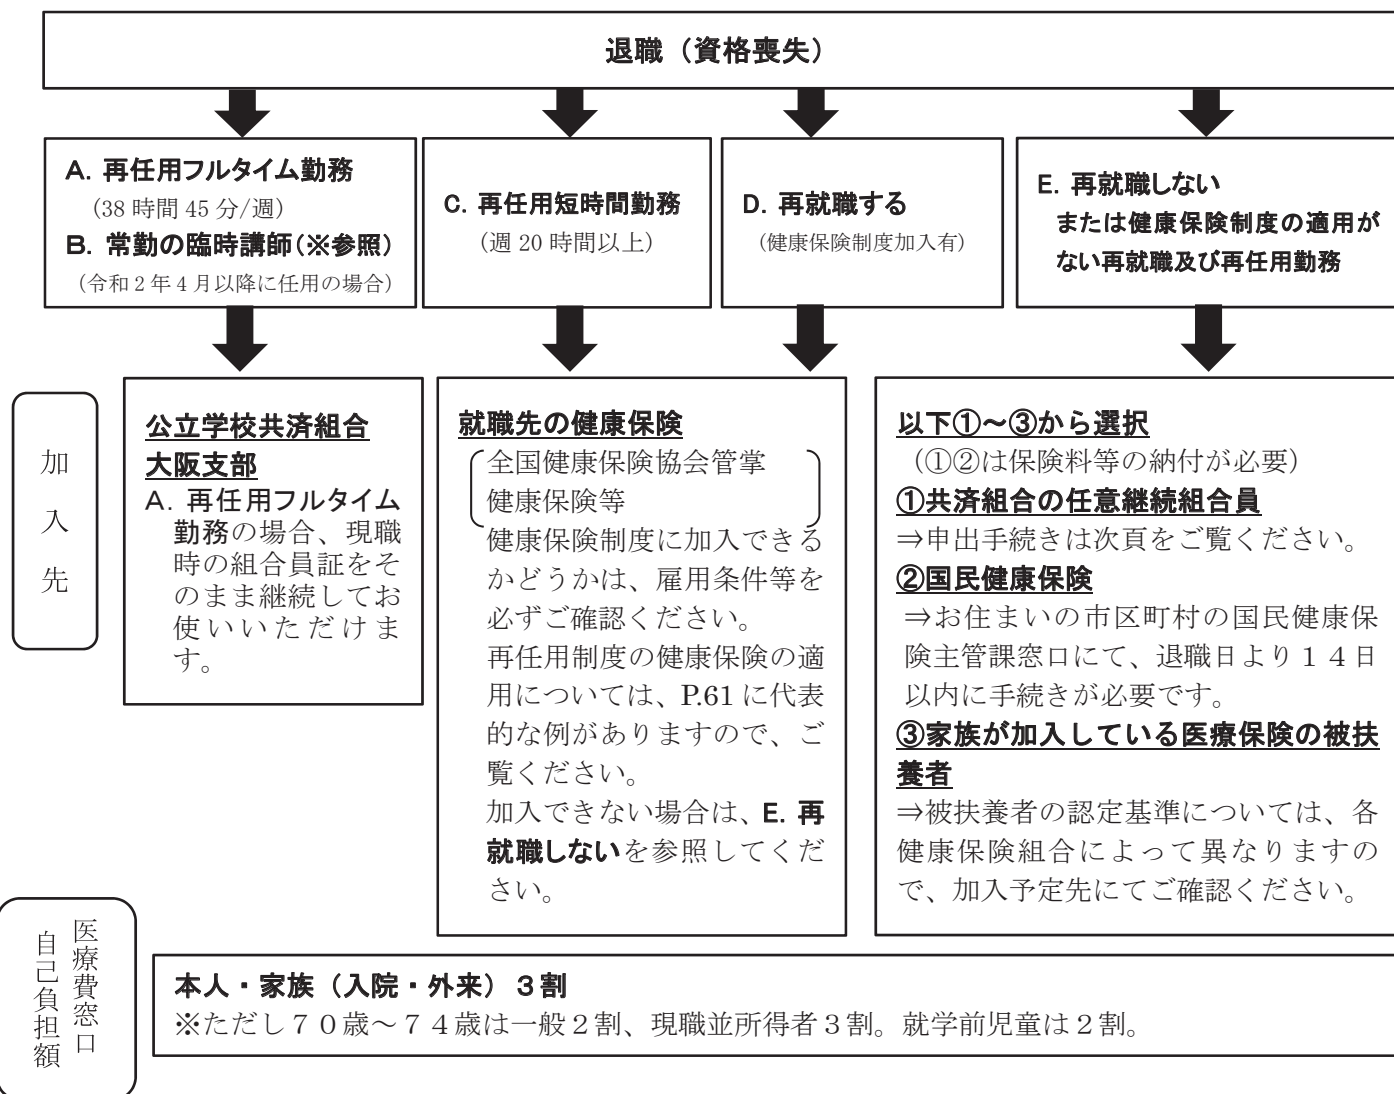 退職（資格喪失）
A．再任用フルタイム勤務
（38 時間 45 分/週）
B．常勤の臨時講師（※参照）
（令和２年４月以降に任用の場合）
C．再任用短時間勤務
（週 20 時間以上）
D．再就職する
（健康保険制度加入有）
E．再就職しない
または健康保険制度の適用が
ない再就職及び再任用勤務
加入先
公立学校共済組合
大阪支部
A．再任用フルタイム
勤務の場合、現職
時の組合員証をそ
のまま継続してお
使いいただけま
す。
就職先の健康保険
全国健康保険協会管掌
健康保険等
健康保険制度に加入できる
かどうかは、雇用条件等を
必ずご確認ください。
再任用制度の健康保険の適
用については、P.61 に代表
的な例がありますので、ご
覧ください。
加入できない場合は、E．再
就職しないを参照してくだ
さい。
以下①～③から選択
（①②は保険料等の納付が必要）
①共済組合の任意継続組合員
⇒申出手続きは次頁をご覧ください。
②国民健康保険
⇒お住まいの市区町村の国民健康保
険主管課窓口にて、退職日より１４日
以内に手続きが必要です。
③家族が加入している医療保険の被扶
養者
⇒被扶養者の認定基準については、各
健康保険組合によって異なりますの
で、加入予定先にてご確認ください。
医療費窓口
自己負担額
本人・家族（入院・外来）３割
※ただし７０歳～７４歳は一般２割、現職並所得者３割。就学前児童は２割。